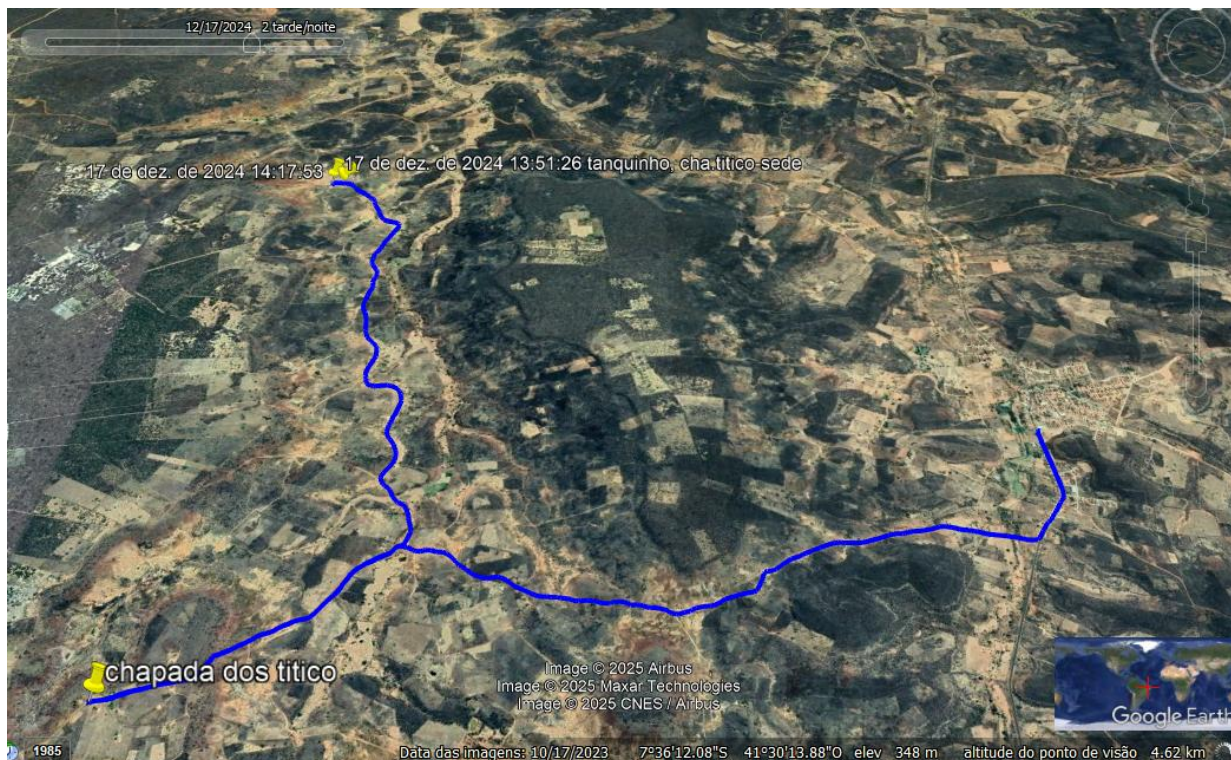 12/17/2024 2 tarde/noite
17 de dez. de 2024 14:17:53
17 de dez. de 2024 13:51:26 tanquinho, cha.titico-sede
chapada dos titico
Image © 2025 Airbus
Image © 2025 Maxar Technologies
Image © 2025 CNES / Airbus
Google Earth
1985
Data das imagens: 10/17/2023 7°36'12.08"S 41°30'13.88"O elev 348 m altitude do ponto de visão 4.62 km